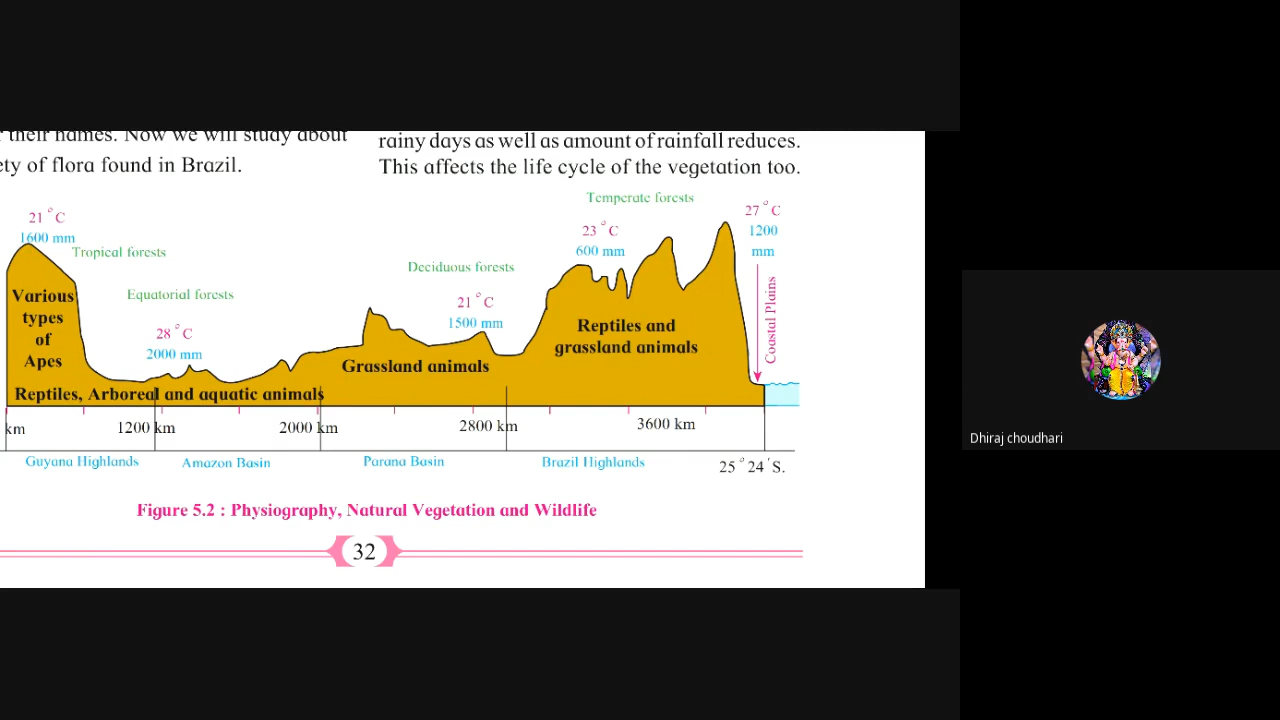 their names. Now we will study about
ety of flora found in Brazil.
rainy days as well as amount of rainfall reduces.
This affects the life cycle of the vegetation too.
21°C
1600 mm
Tropical forests
Various
types
of
Apes
Equatorial forests
28°C
2000 mm
Reptiles, Arboreal and aquatic animals
Deciduous forests
21°C
1500 mm
Grassland animals
Temperate forests
23°C
600 mm
Reptiles and
grassland animals
27°C
1200
mm
Coastal Plains
km
1200 km
2000 km
2800 km
3600 km
Guyana Highlands
Amazon Basin
Parana Basin
Brazil Highlands
25°24'S.
Figure 5.2 : Physiography, Natural Vegetation and Wildlife
32
Dhiraj choudhari